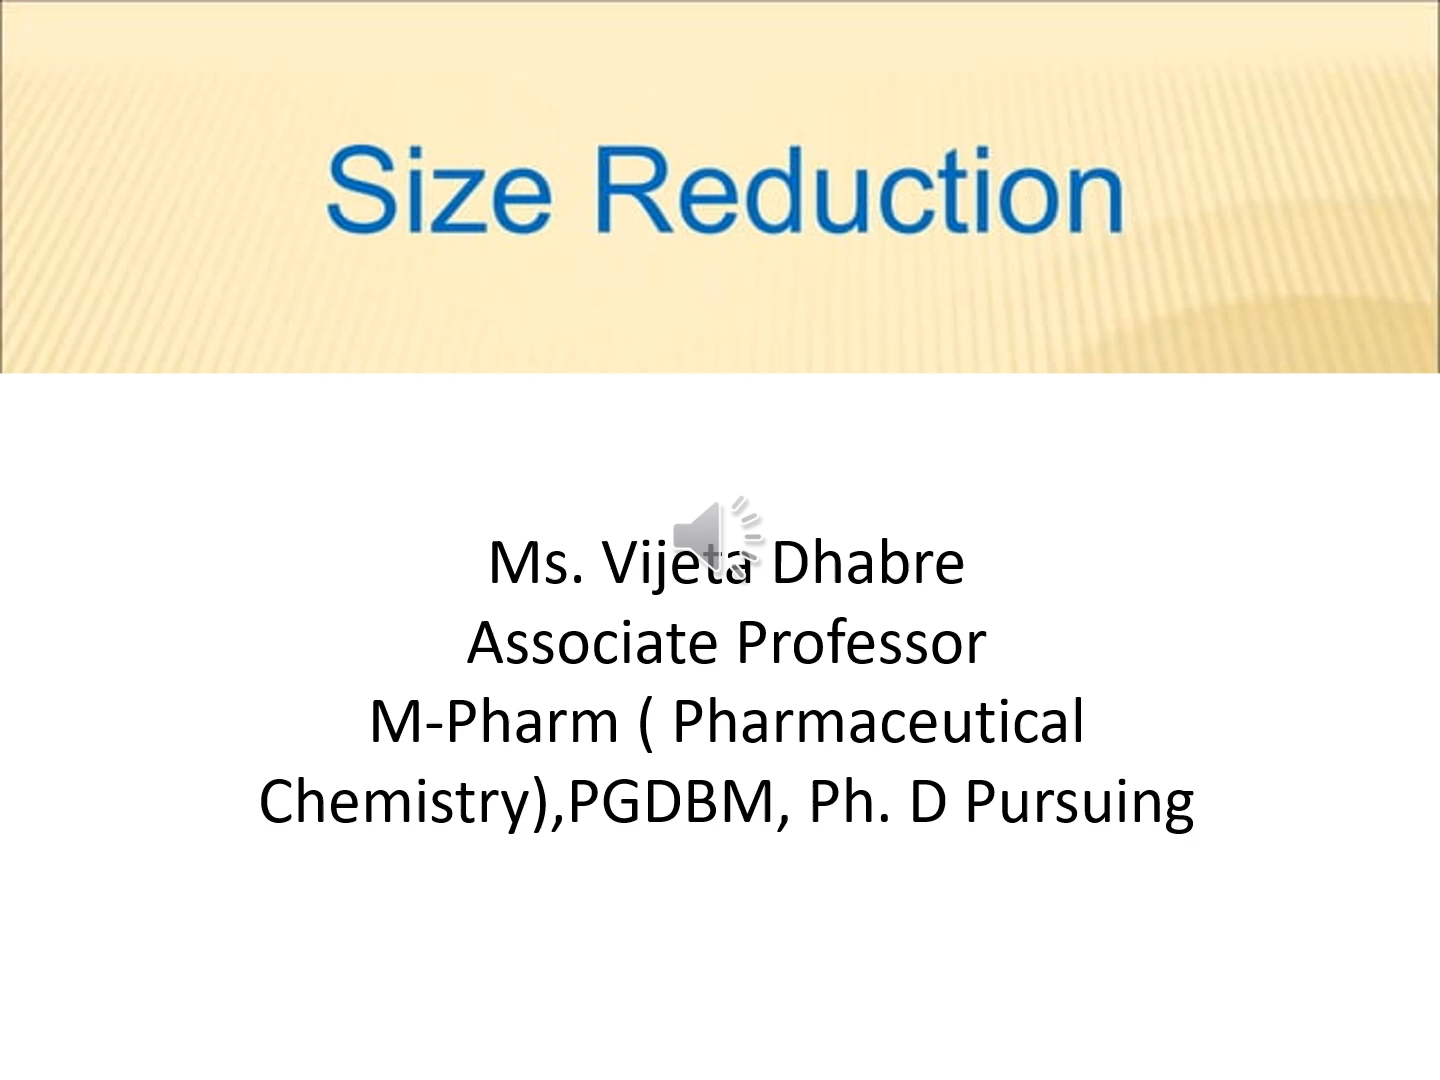 Size Reduction
Ms. Vijeta Dhabre
Associate Professor
M-Pharm ( Pharmaceutical
Chemistry),PGDBM, Ph. D Pursuing